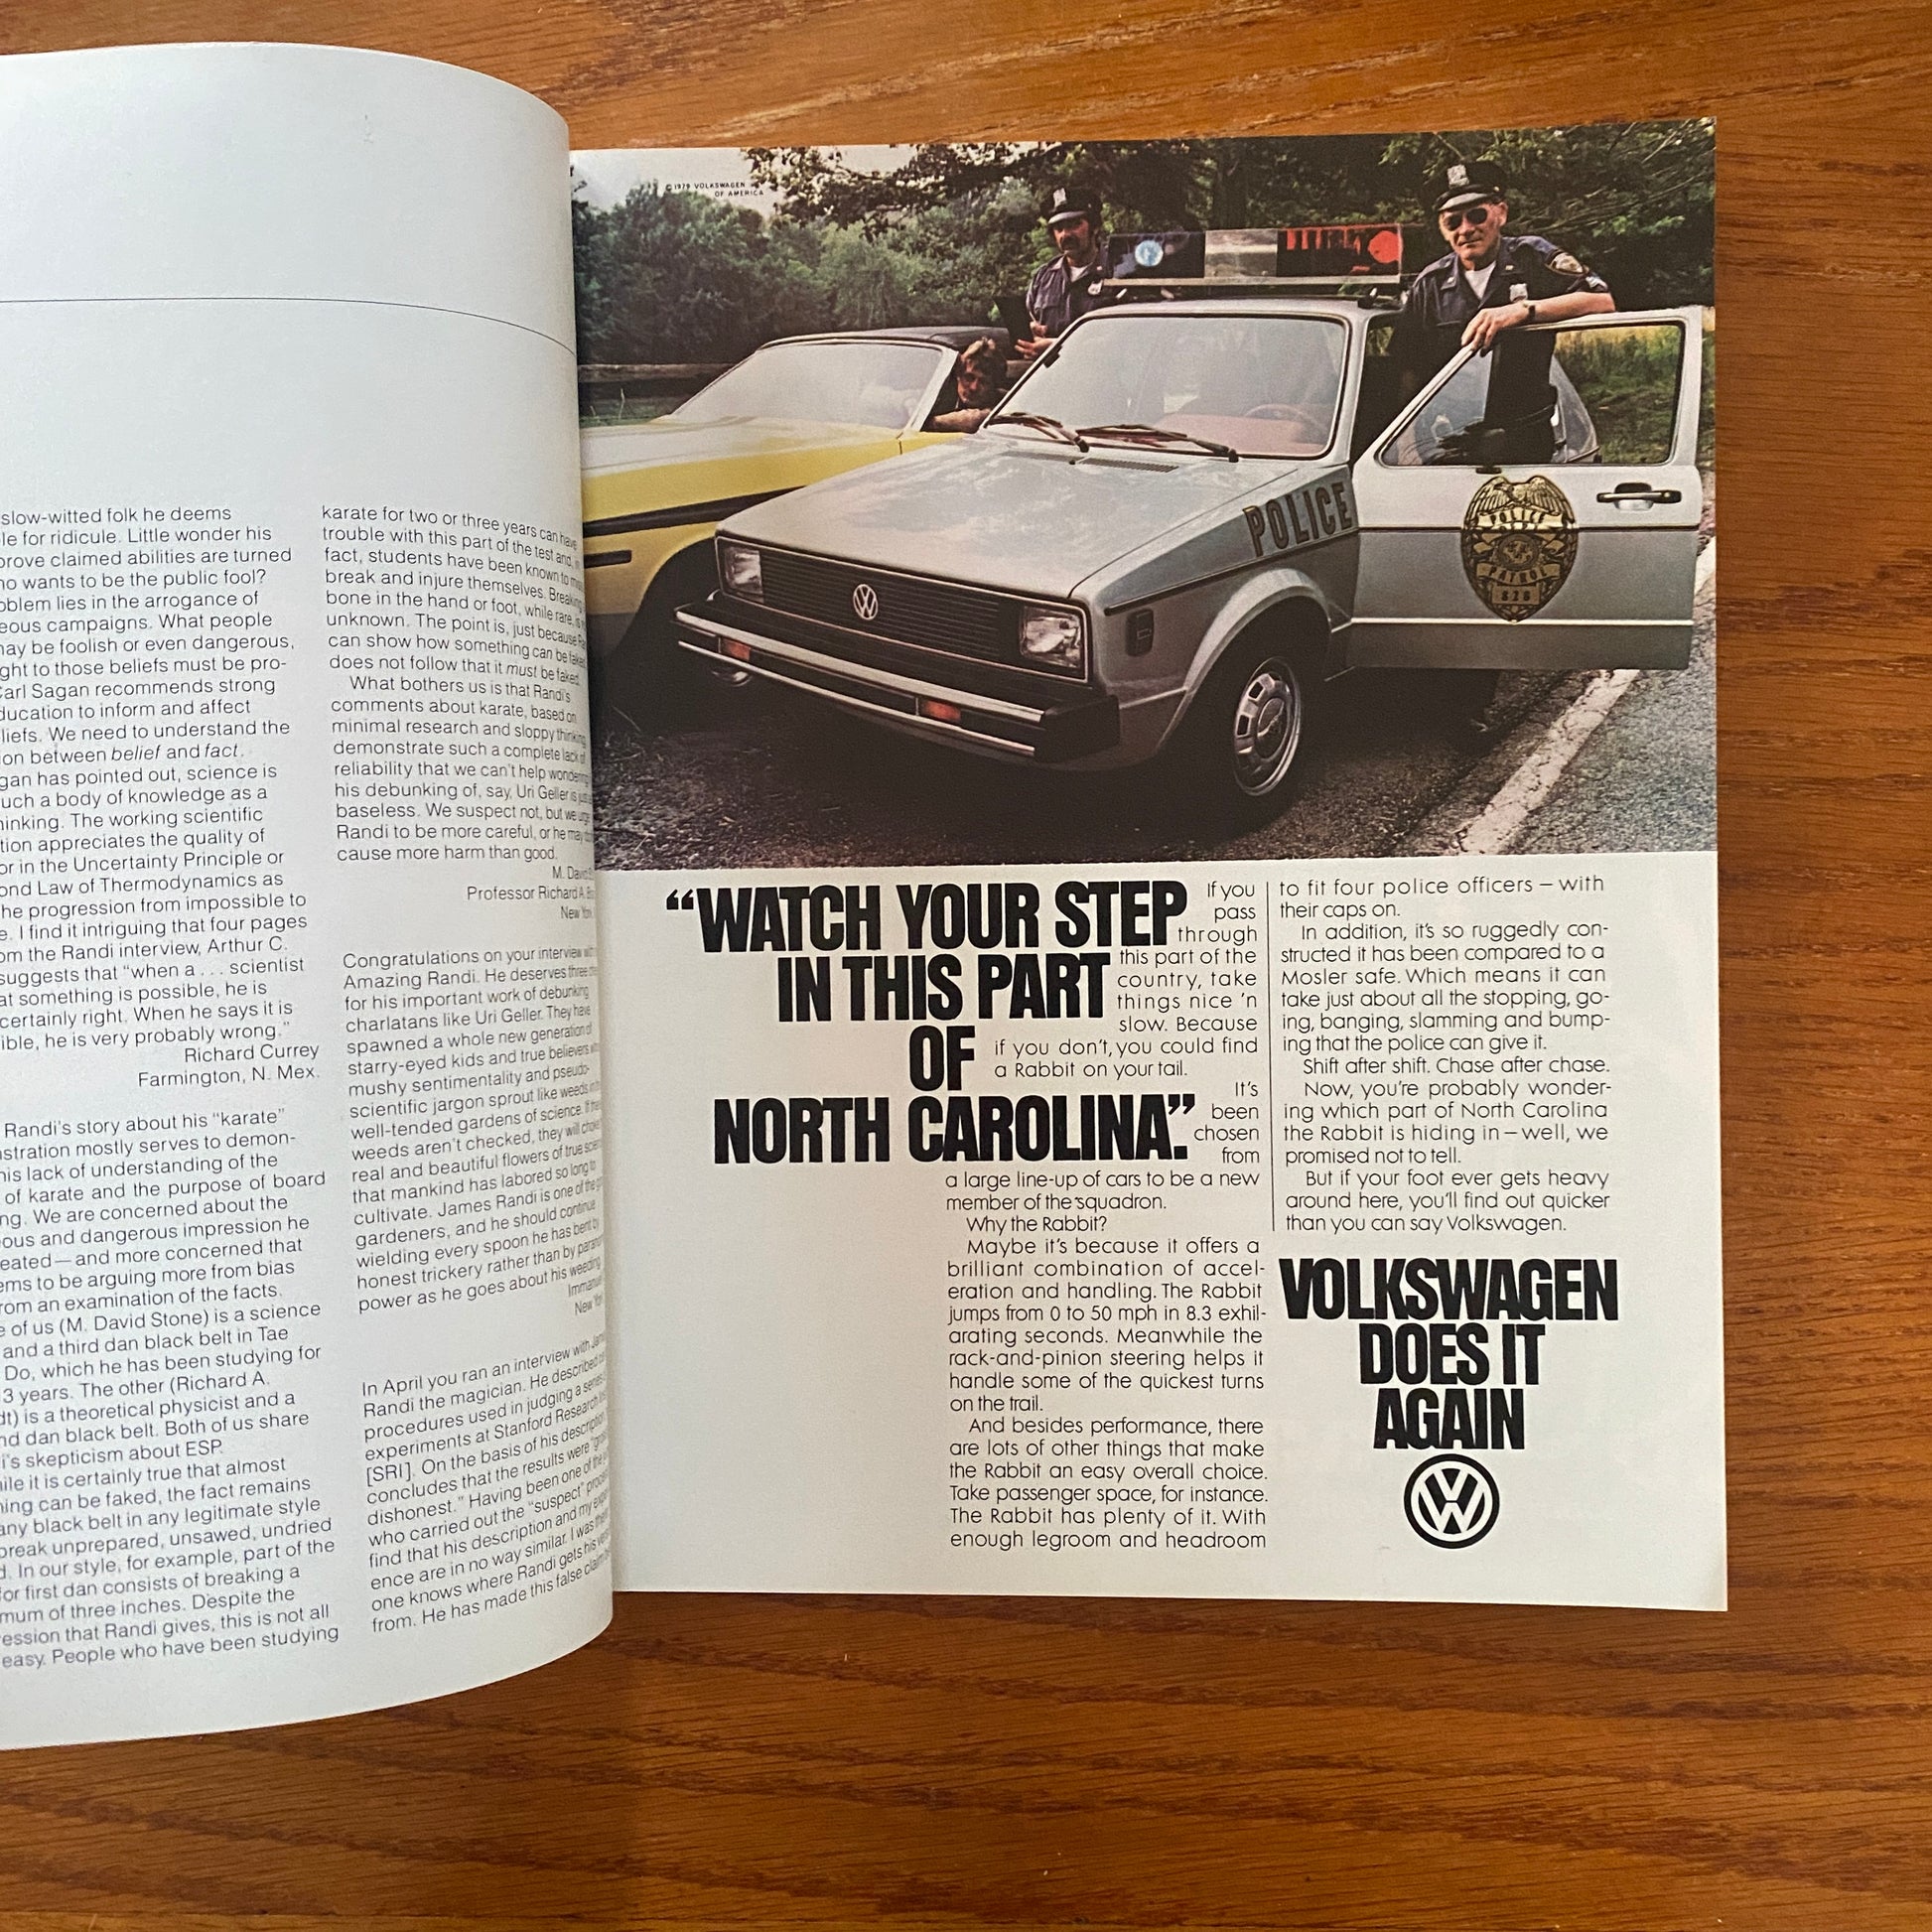 slow-witted folk he deems
le for ridicule. Little wonder his
prove claimed abilities are turned
ho wants to be the public fool?
oblem lies in the arrogance of
eous campaigns. What people
may be foolish or even dangerous,
ght to those beliefs must be pro-
Carl Sagan recommends strong
ducation to inform and affect
liefs. We need to understand the
ion between belief and fact.
gan has pointed out, science is
uch a body of knowledge as a
hinking. The working scientific
tion appreciates the quality of
or in the Uncertainty Principle or
ond Law of Thermodynamics as
he progression from impossible to
e. I find it intriguing that four pages
om the Randi interview, Arthur C.
suggests that "when a . . . scientist
at something is possible, he is
certainly right. When he says it is
ible, he is very probably wrong."
Richard Currey
Farmington, N. Mex.
Randi's story about his "karate"
nstration mostly serves to demon-
his lack of understanding of the
of karate and the purpose of board
ng. We are concerned about the
ous and dangerous impression he
eated—and more concerned that
ems to be arguing more from bias
rom an examination of the facts.
e of us (M. David Stone) is a science
and a third dan black belt in Tae
Do, which he has been studying for
3 years. The other (Richard A.
dt) is a theoretical physicist and a
nd dan black belt. Both of us share
i's skepticism about ESP.
ile it is certainly true that almost
hing can be faked, the fact remains
any black belt in any legitimate style
break unprepared, unsawed, undried
d. In our style, for example, part of the
for first dan consists of breaking a
mum of three inches. Despite the
ression that Randi gives, this is not all
easy. People who have been studying
karate for two or three years can have
trouble with this part of the test and,
fact, students have been known to
break and injure themselves. Breaking
bone in the hand or foot, while rare, is
unknown. The point is, just because
can show how something can be faked
does not follow that it must be faked.
What bothers us is that Randi's
comments about karate, based on
minimal research and sloppy thinking,
demonstrate such a complete lack of
reliability that we can't help wondering
his debunking of, say, Uri Geller is
baseless. We suspect not, but we urge
Randi to be more careful, or he may
cause more harm than good.
M. David
Professor Richard A.
New York,
Congratulations on your interview with
Amazing Randi. He deserves three
for his important work of debunking
charlatans like Uri Geller. They have
spawned a whole new generation of
starry-eyed kids and true believers
mushy sentimentality and pseudo-
scientific jargon sprout like weeds in
well-tended gardens of science. If the
weeds aren't checked, they will choke
real and beautiful flowers of true
that mankind has labored so long to
cultivate. James Randi is one of the
gardeners, and he should continue
wielding every spoon he has bent by
honest trickery rather than by
power as he goes about his weeding.
New York
In April you ran an interview with
Randi the magician. He described
procedures used in judging a series
experiments at Stanford Research
[SRI]. On the basis of his description
concludes that the results were
dishonest." Having been one of the
who carried out the "suspect"
find that his description and my
ence are in no way similar. I was
one knows where Randi gets his
from. He has made this false claim
© 1979 VOLKSWAGEN
OF AMERICA
POLICE
POLICE
PATROL
828
"WATCH YOUR STEP
IN THIS PART
OF
NORTH CAROLINA."
If you
pass
through
this part of the
country, take
things nice 'n
slow. Because
if you don't, you could find
a Rabbit on your tail.
It's
been
chosen
from
a large line-up of cars to be a new
member of the squadron.
Why the Rabbit?
Maybe it's because it offers a
brilliant combination of accel-
eration and handling. The Rabbit
jumps from 0 to 50 mph in 8.3 exhil-
arating seconds. Meanwhile the
rack-and-pinion steering helps it
handle some of the quickest turns
on the trail.
And besides performance, there
are lots of other things that make
the Rabbit an easy overall choice.
Take passenger space, for instance.
The Rabbit has plenty of it. With
enough legroom and headroom
to fit four police officers – with
their caps on.
In addition, it's so ruggedly con-
structed it has been compared to a
Mosler safe. Which means it can
take just about all the stopping, go-
ing, banging, slamming and bump-
ing that the police can give it.
Shift after shift. Chase after chase.
Now, you're probably wonder-
ing which part of North Carolina
the Rabbit is hiding in – well, we
promised not to tell.
But if your foot ever gets heavy
around here, you'll find out quicker
than you can say Volkswagen.
VOLKSWAGEN
DOES IT
AGAIN